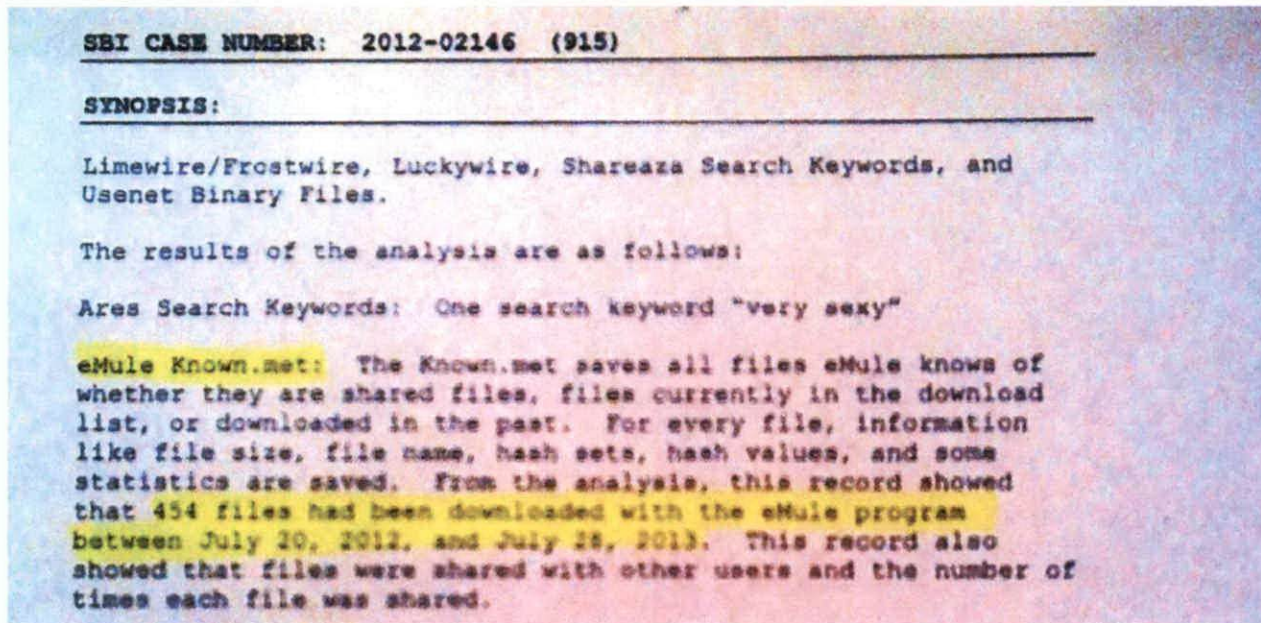 SBI CASE NUMBER: 2012-02146 (915)
SYNOPSIS:
Limewire/Frostwire, Luckywire, Shareaza Search Keywords, and
Usenet Binary Files.
The results of the analysis are as follows:
Ares Search Keywords: One search keyword "very sexy"
eMule Known.met: The Known.met saves all files eMule knows of
whether they are shared files, files currently in the download
list, or downloaded in the past. For every file, information
like file size, file name, hash sets, hash values, and some
statistics are saved. From the analysis, this record showed
that 454 files had been downloaded with the eMule program
between July 20, 2012, and July 28, 2013. This record also
showed that files were shared with other users and the number of
times each file was shared.